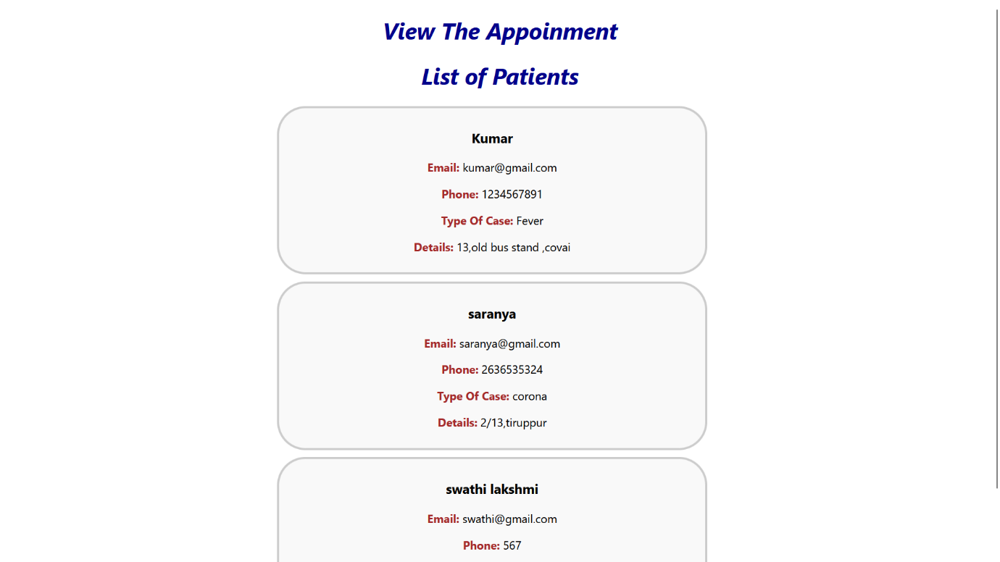 View The Appoinment
List of Patients
Kumar
Email: kumar@gmail.com
Phone: 1234567891
Type Of Case: Fever
Details: 13,old bus stand ,covai
saranya
Email: saranya@gmail.com
Phone: 2636535324
Type Of Case: corona
Details: 2/13,tiruppur
swathi lakshmi
Email: swathi@gmail.com
Phone: 567